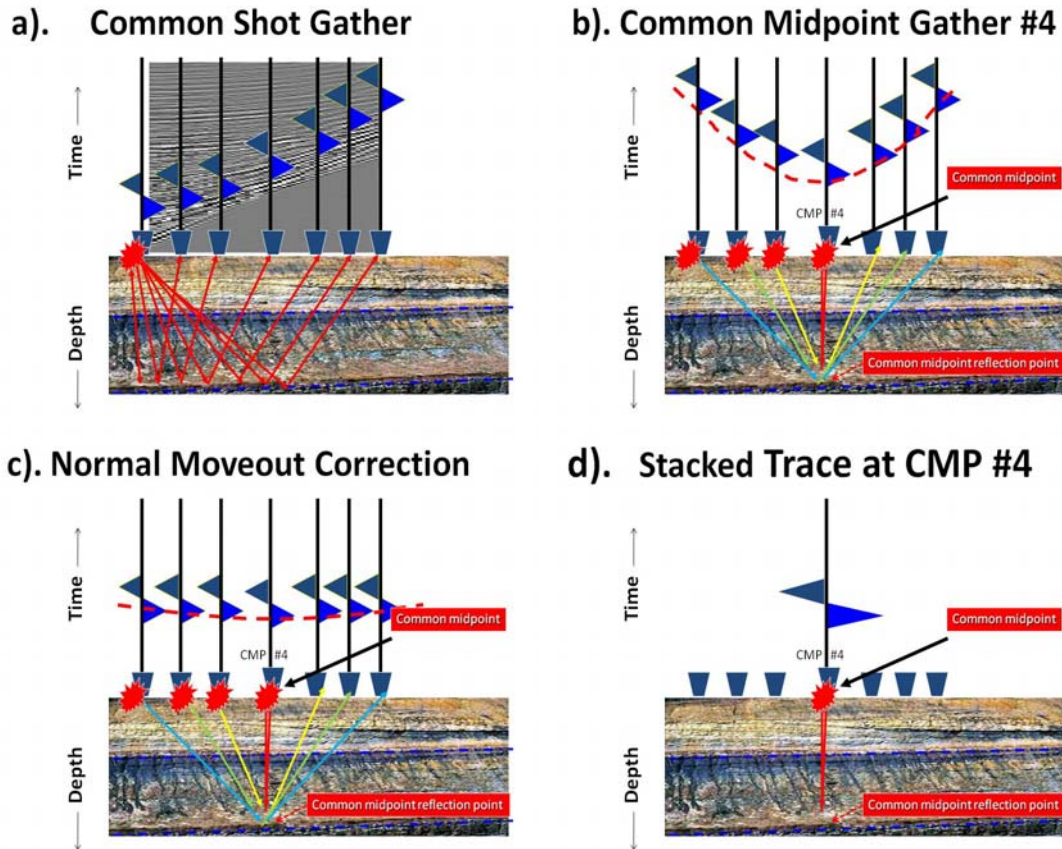 a). Common Shot Gather
Time
Depth
b). Common Midpoint Gather #4
Time
CMP #4
Common midpoint
Depth
Common midpoint reflection point
c). Normal Moveout Correction
Time
Common midpoint
CMP #4
Depth
Common midpoint reflection point
d). Stacked Trace at CMP #4
Time
Common midpoint
CMP #4
Depth
Common midpoint reflection point